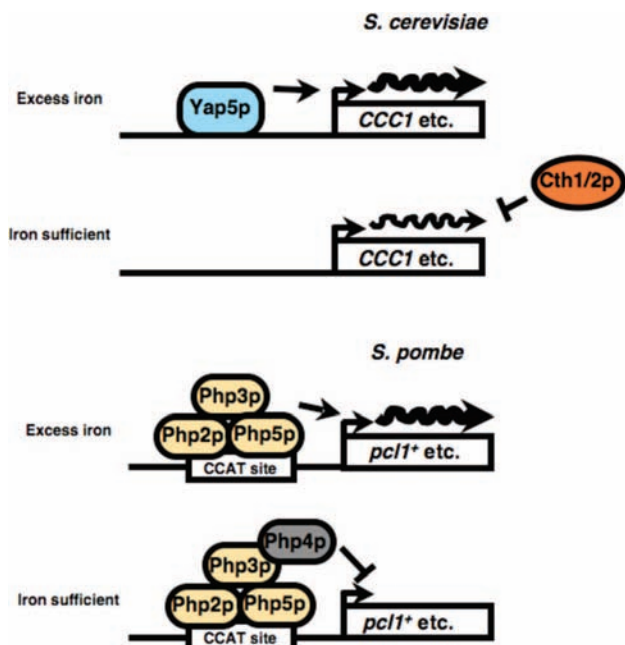 S. cerevisiae
Excess iron
Yap5p
CCC1 etc.
Cth1/2p
Iron sufficient
CCC1 etc.
S. pombe
Php3p
Excess iron
Php2p Php5p
pcl1⁺ etc.
CCAT site
Php4p
Php3p
Iron sufficient
Php2p Php5p
pcl1⁺ etc.
CCAT site